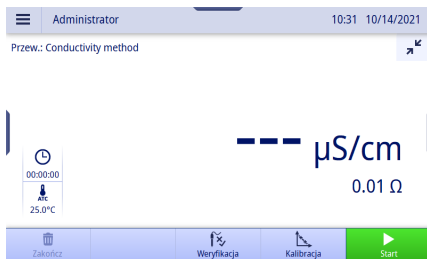 Administrator 10:31 10/14/2021
Przew.: Conductivity method
--- µS/cm
0.01 Ω
00:00:00
ATC
25.0°C
Zakończ Weryfikacja Kalibracja Start